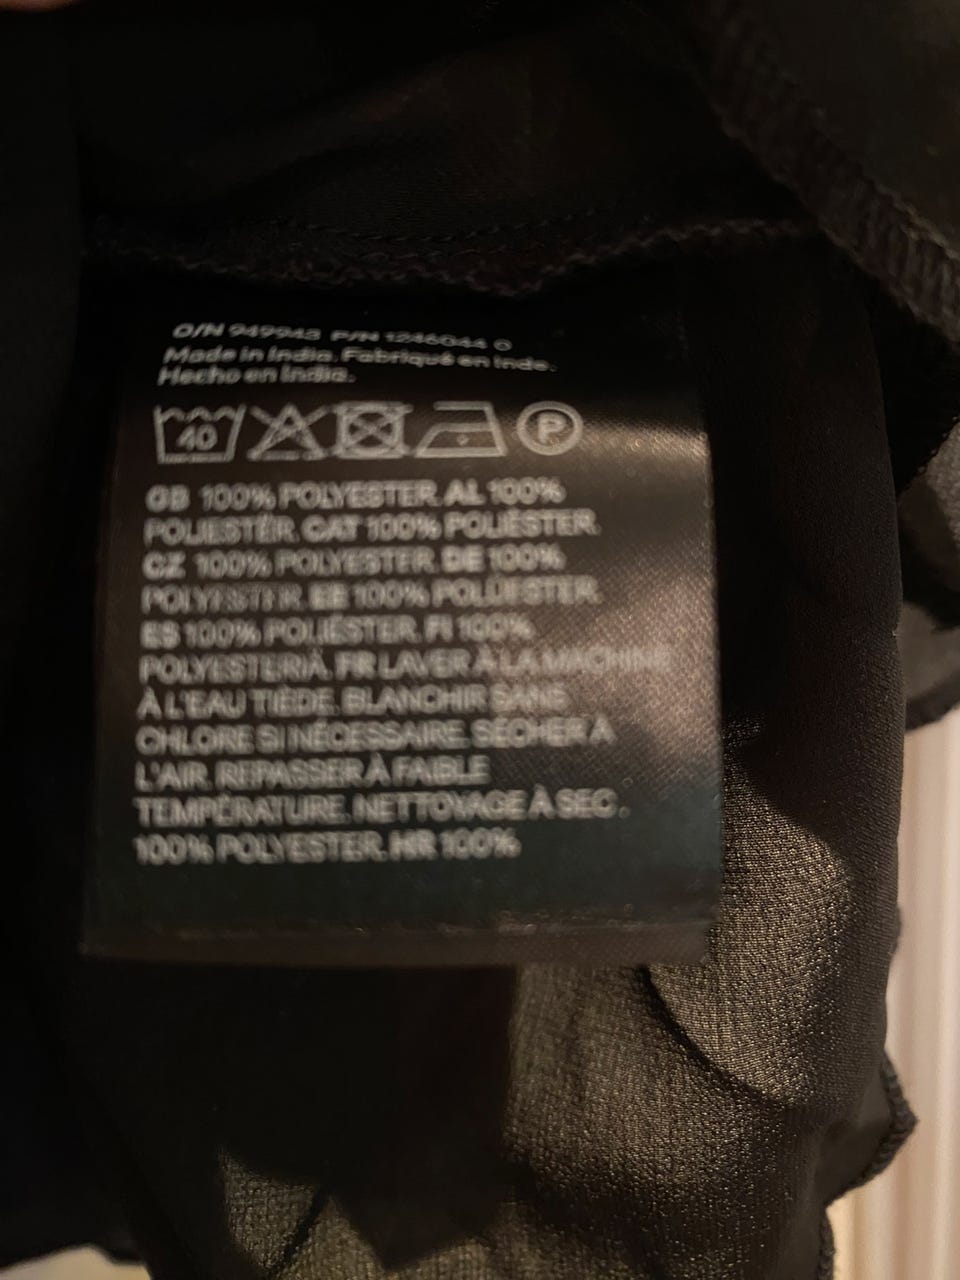 O/N 949943 P/N 1246044 0
Made in India. Fabriqué en Inde.
Hecho en India.
40 P
GB 100% POLYESTER. AL 100%
POLIESTËR. CAT 100% POLIÈSTER.
CZ 100% POLYESTER. DE 100%
POLYESTER. EE 100% POLÜESTER.
ES 100% POLIÉSTER. FI 100%
POLYESTERIÄ. FR LAVER À LA MACHINE
À L'EAU TIÈDE. BLANCHIR SANS
CHLORE SI NÉCESSAIRE. SÉCHER À
L'AIR. REPASSER À FAIBLE
TEMPÉRATURE. NETTOYAGE À SEC.
100% POLYESTER. HR 100%